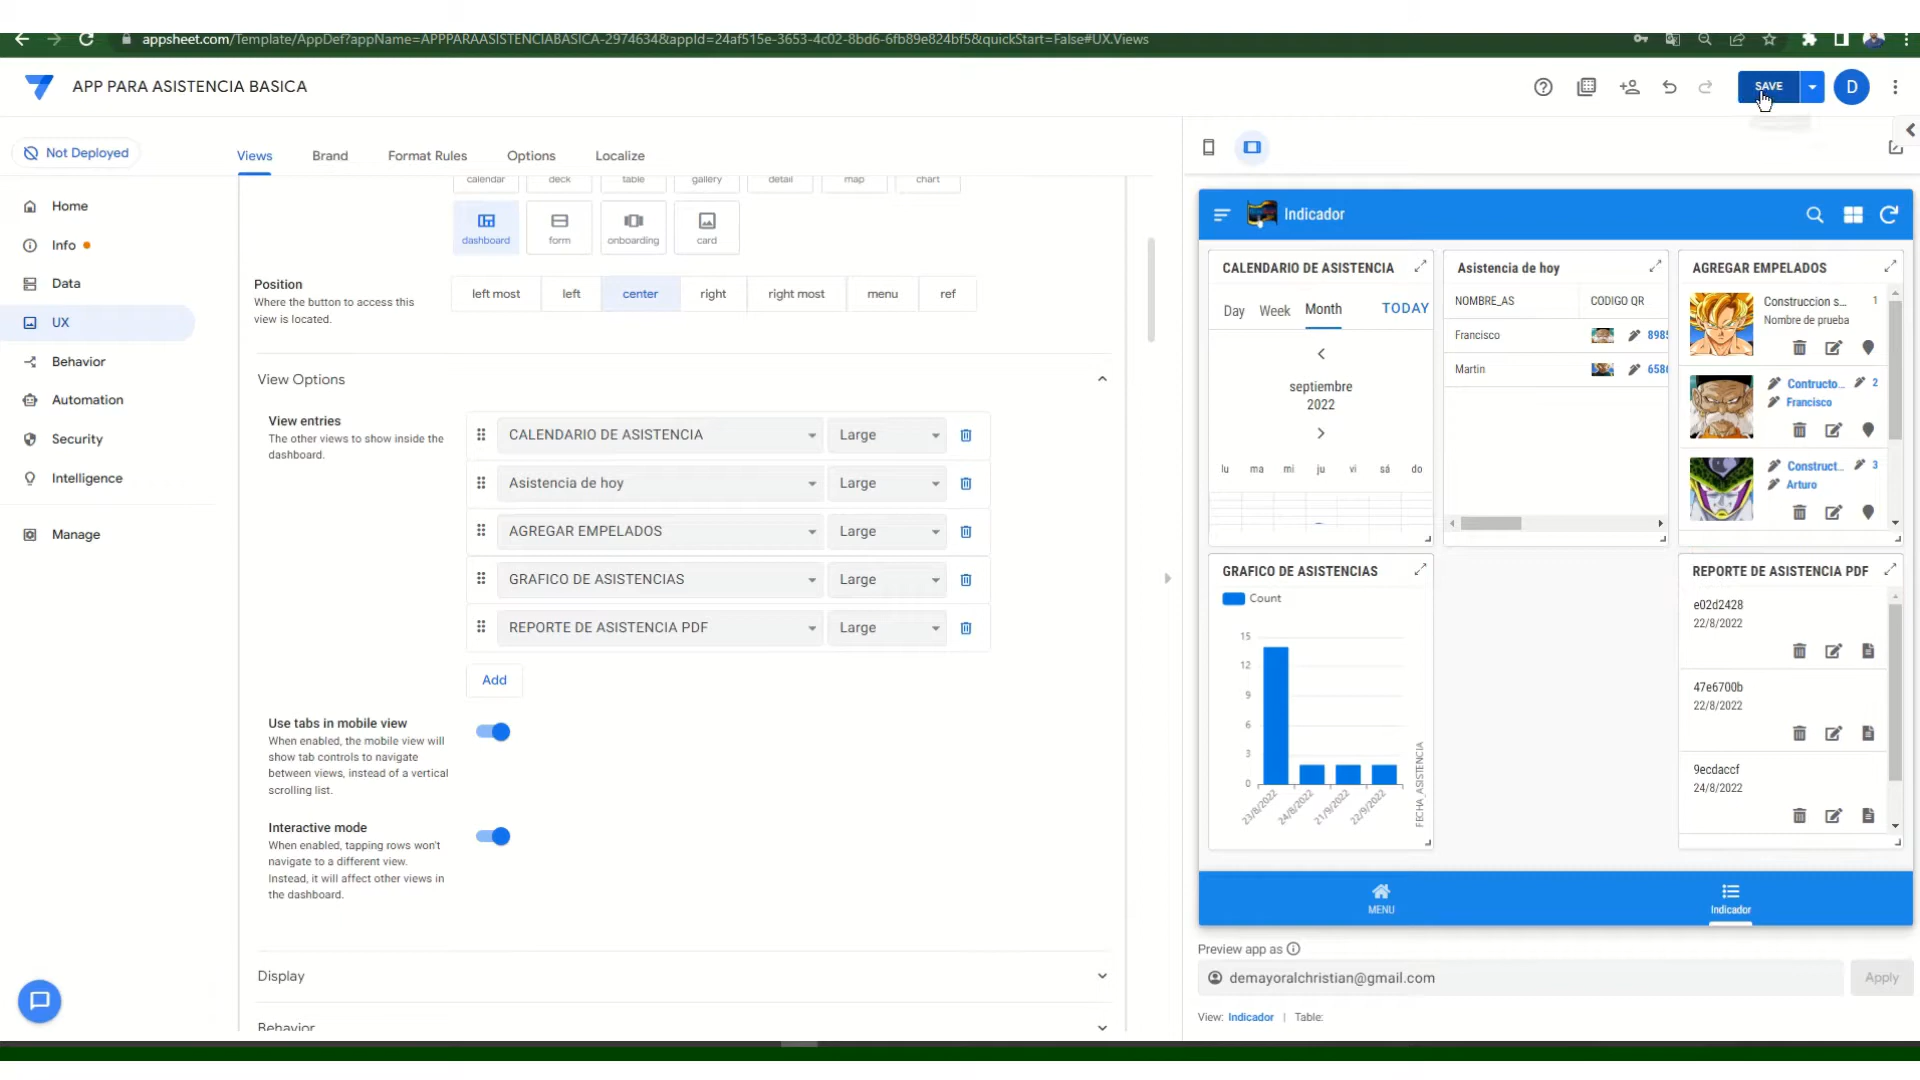 appsheet.com/Template/AppDef?appName=APPPARAASISTENCIABASICA-2974634&appId=24af515e-3653-4c02-8bd6-6fb89e824bf5&quickStart=False#UX.Views
APP PARA ASISTENCIA BASICA
SAVE
D
Not Deployed
Home
Info
Data
UX
Behavior
Automation
Security
Intelligence
Manage
Views
Brand
Format Rules
Options
Localize
calendar
deck
table
gallery
detail
map
chart
dashboard
form
onboarding
card
Position
Where the button to access this
view is located.
left most
left
center
right
right most
menu
ref
View Options
View entries
The other views to show inside the
dashboard.
CALENDARIO DE ASISTENCIA
Large
Asistencia de hoy
Large
AGREGAR EMPELADOS
Large
GRAFICO DE ASISTENCIAS
Large
REPORTE DE ASISTENCIA PDF
Large
Add
Use tabs in mobile view
When enabled, the mobile view will
show tab controls to navigate
between views, instead of a vertical
scrolling list.
Interactive mode
When enabled, tapping rows won't
navigate to a different view.
Instead, it will affect other views in
the dashboard.
Display
Behavior
Indicador
CALENDARIO DE ASISTENCIA
Day
Week
Month
TODAY
septiembre
2022
lu
ma
mi
ju
vi
sá
do
Asistencia de hoy
NOMBRE_AS
CODIGO QR
Francisco
898
Martin
658
AGREGAR EMPELADOS
Construccion s...
1
Nombre de prueba
Contructo...
2
Francisco
Construct...
3
Arturo
GRAFICO DE ASISTENCIAS
Count
15
12
9
6
3
0
23/8/2022
24/8/2022
21/9/2022
22/9/2022
FECHA_ASISTENCIA
REPORTE DE ASISTENCIA PDF
e02d2428
22/8/2022
47e6700b
22/8/2022
9ecdaccf
24/8/2022
MENU
Indicador
Preview app as
demayoralchristian@gmail.com
Apply
View: Indicador | Table: